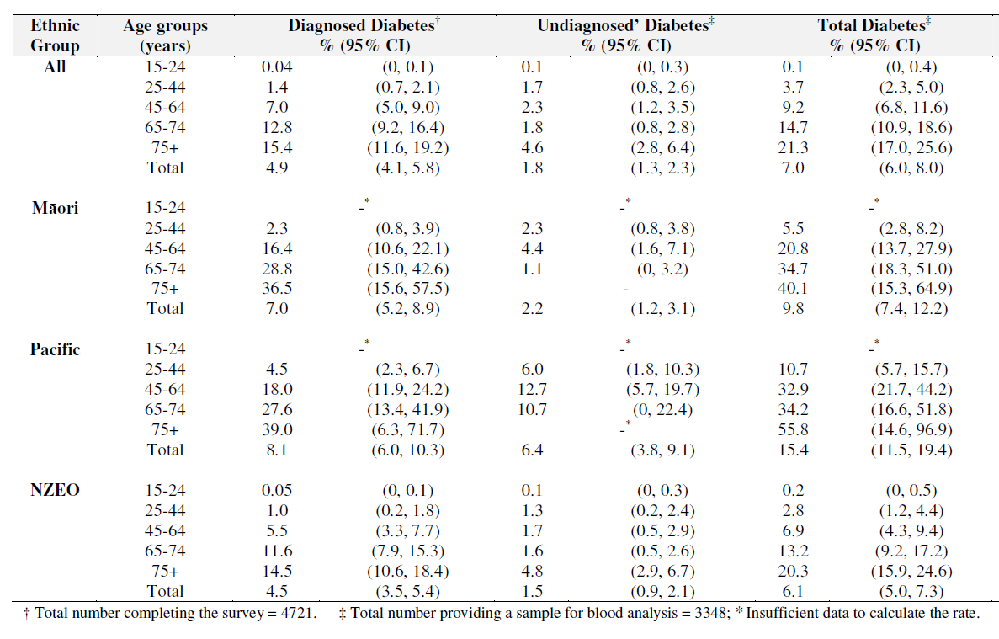 Ethnic Age groups Diagnosed Diabetes† Undiagnosed’ Diabetes‡ Total Diabetes‡
Group (years) % (95% CI) % (95% CI) % (95% CI)
All 15-24 0.04 (0, 0.1) 0.1 (0, 0.3) 0.1 (0, 0.4)
25-44 1.4 (0.7, 2.1) 1.7 (0.8, 2.6) 3.7 (2.3, 5.0)
45-64 7.0 (5.0, 9.0) 2.3 (1.2, 3.5) 9.2 (6.8, 11.6)
65-74 12.8 (9.2, 16.4) 1.8 (0.8, 2.8) 14.7 (10.9, 18.6)
75+ 15.4 (11.6, 19.2) 4.6 (2.8, 6.4) 21.3 (17.0, 25.6)
Total 4.9 (4.1, 5.8) 1.8 (1.3, 2.3) 7.0 (6.0, 8.0)
Māori 15-24 -* -* -*
25-44 2.3 (0.8, 3.9) 2.3 (0.8, 3.8) 5.5 (2.8, 8.2)
45-64 16.4 (10.6, 22.1) 4.4 (1.6, 7.1) 20.8 (13.7, 27.9)
65-74 28.8 (15.0, 42.6) 1.1 (0, 3.2) 34.7 (18.3, 51.0)
75+ 36.5 (15.6, 57.5) - 40.1 (15.3, 64.9)
Total 7.0 (5.2, 8.9) 2.2 (1.2, 3.1) 9.8 (7.4, 12.2)
Pacific 15-24 -* -* -*
25-44 4.5 (2.3, 6.7) 6.0 (1.8, 10.3) 10.7 (5.7, 15.7)
45-64 18.0 (11.9, 24.2) 12.7 (5.7, 19.7) 32.9 (21.7, 44.2)
65-74 27.6 (13.4, 41.9) 10.7 (0, 22.4) 34.2 (16.6, 51.8)
75+ 39.0 (6.3, 71.7) -* 55.8 (14.6, 96.9)
Total 8.1 (6.0, 10.3) 6.4 (3.8, 9.1) 15.4 (11.5, 19.4)
NZEO 15-24 0.05 (0, 0.1) 0.1 (0, 0.3) 0.2 (0, 0.5)
25-44 1.0 (0.2, 1.8) 1.3 (0.2, 2.4) 2.8 (1.2, 4.4)
45-64 5.5 (3.3, 7.7) 1.7 (0.5, 2.9) 6.9 (4.3, 9.4)
65-74 11.6 (7.9, 15.3) 1.6 (0.5, 2.6) 13.2 (9.2, 17.2)
75+ 14.5 (10.6, 18.4) 4.8 (2.9, 6.7) 20.3 (15.9, 24.6)
Total 4.5 (3.5, 5.4) 1.5 (0.9, 2.1) 6.1 (5.0, 7.3)
† Total number completing the survey = 4721. ‡ Total number providing a sample for blood analysis = 3348; * Insufficient data to calculate the rate.